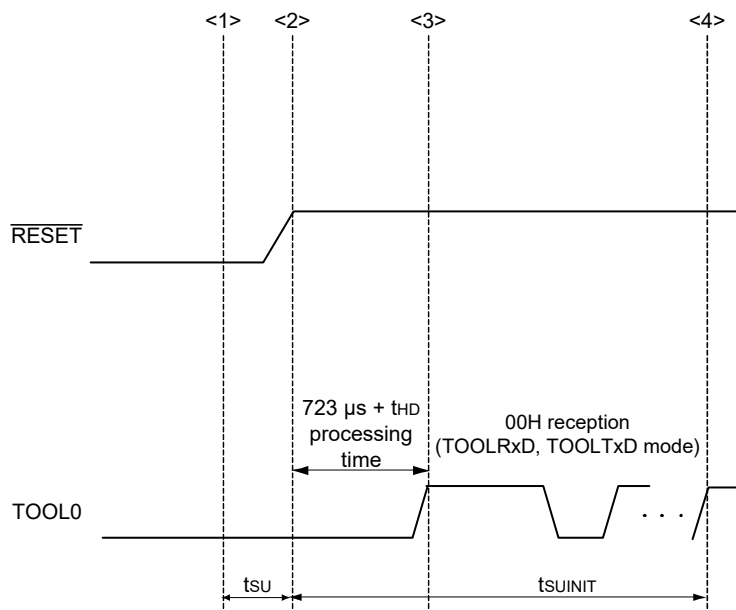 <1> <2> <3> <4>
RESET
723 µs + tHD
processing
time
00H reception
(TOOLRxD, TOOLTxD mode)
TOOL0
. . .
tSU
tSUINIT